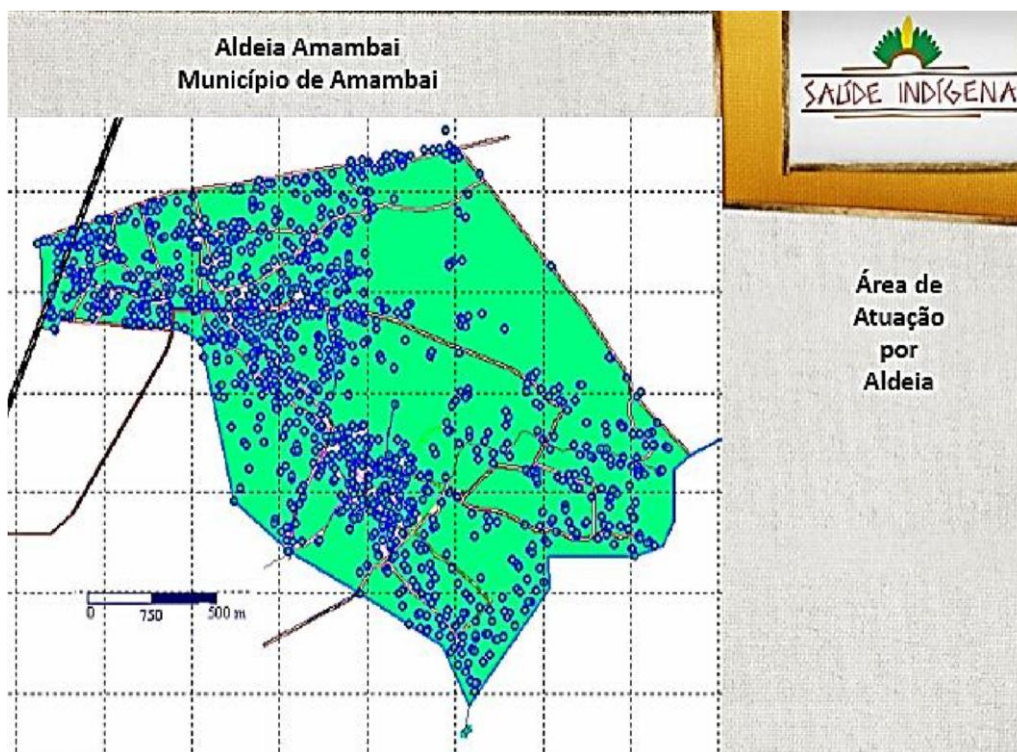 Aldeia Amambai
Município de Amambai
SAÚDE INDÍGENA
Área de
Atuação
por
Aldeia
0 750 500 m